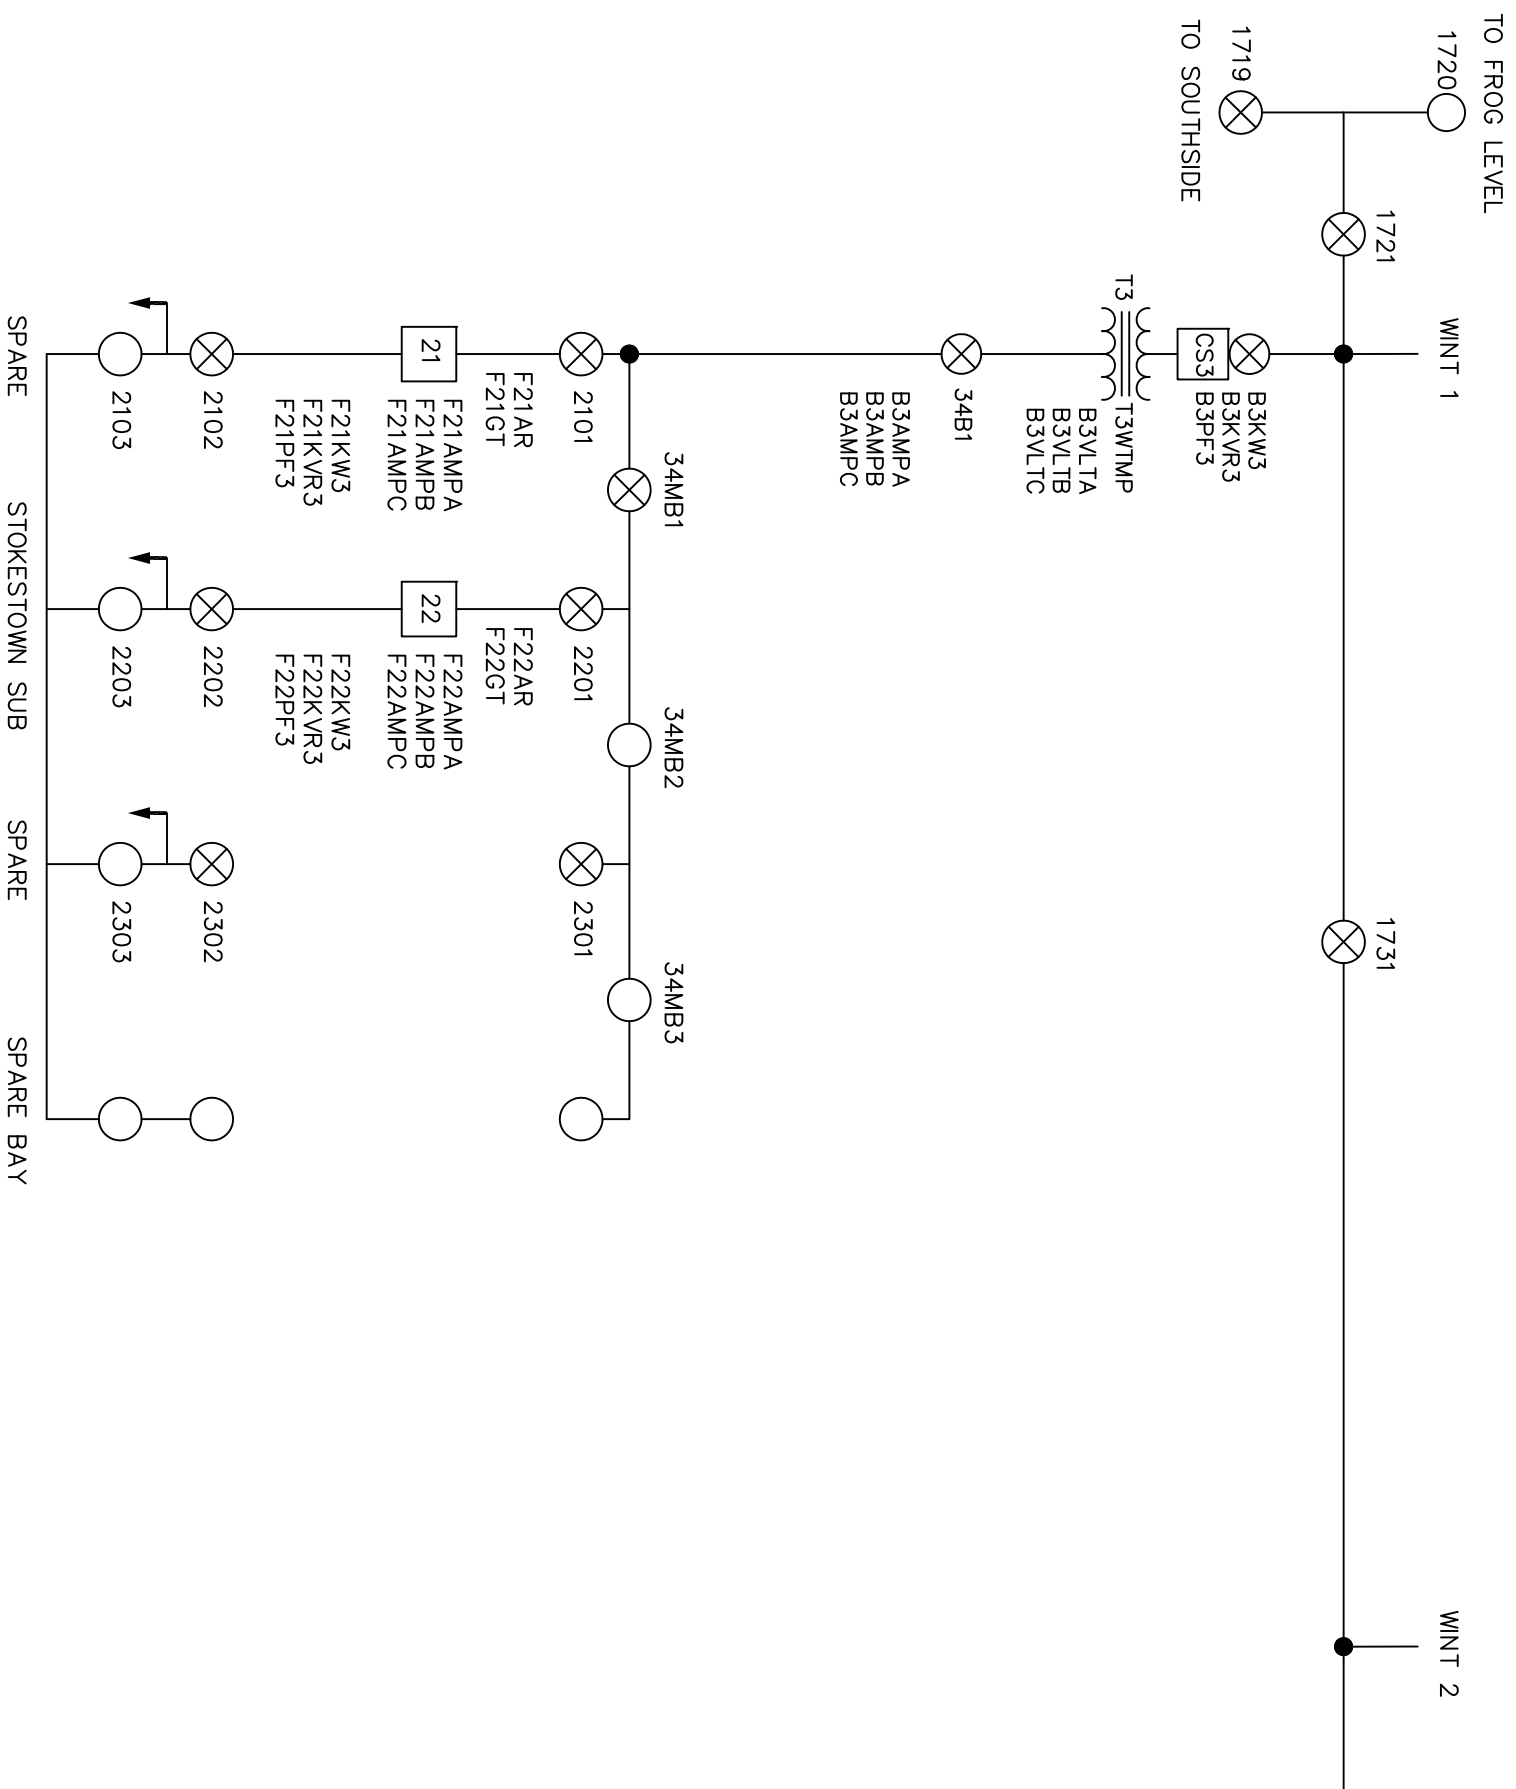 TO FROG LEVEL
1720
1719
TO SOUTHSIDE
1721
WINT 1
1731
WINT 2
B3KW3
B3KVR3
B3PF3
CS3
T3
T3WTMP
B3VLTA
B3VLTB
B3VLTC
34B1
B3AMPA
B3AMPB
B3AMPC
34MB1
34MB2
34MB3
2101
2201
2301
F21AR
F21GT
F22AR
F22GT
21
F21AMPA
F21AMPB
F21AMPC
22
F22AMPA
F22AMPB
F22AMPC
F21KW3
F21KVR3
F21PF3
F22KW3
F22KVR3
F22PF3
2102
2202
2302
2103
2203
2303
SPARE
STOKESTOWN SUB
SPARE
SPARE BAY